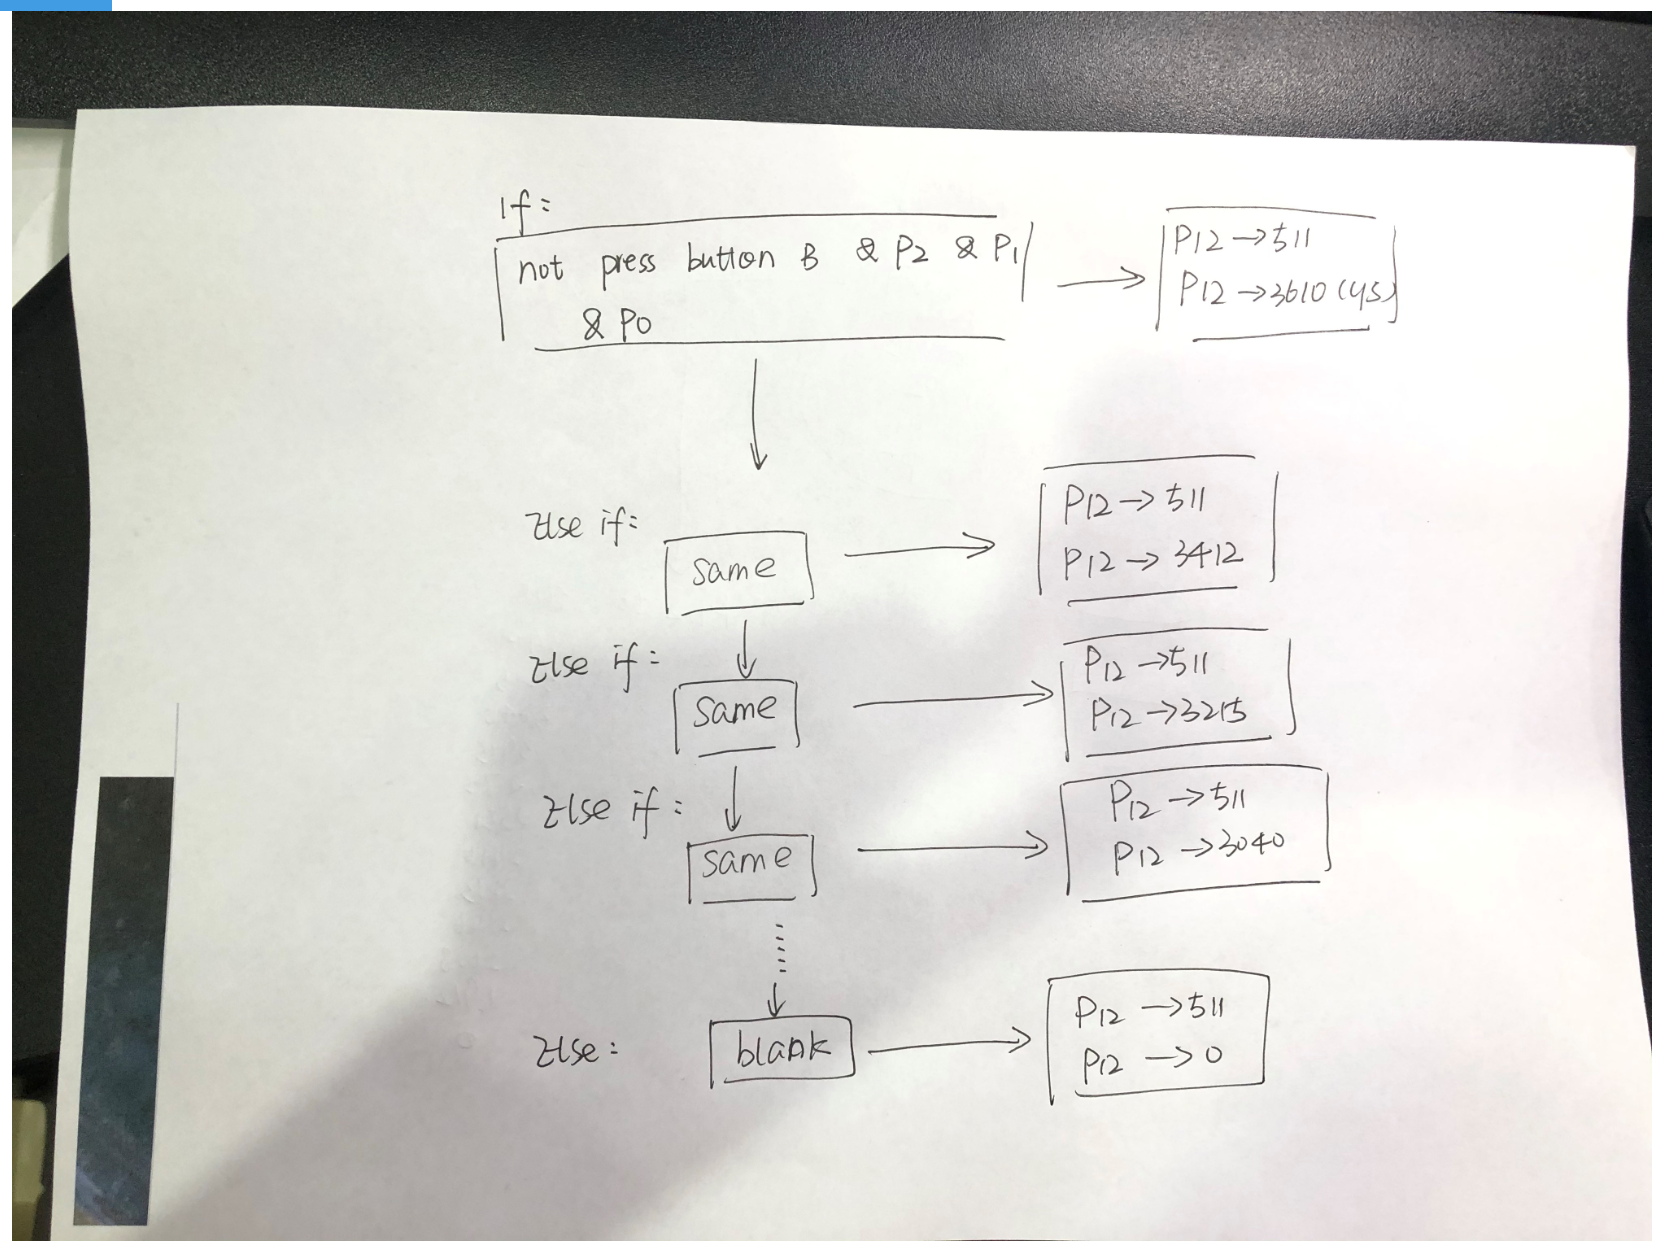 If:
not press button B & P2 & P1
& P0
P12 → 511
P12 → 3610 (ys)
Else if:
same
P12 → 511
P12 → 3412
Else if:
same
P12 → 511
P12 → 3215
Else if:
same
P12 → 511
P12 → 3040
Else:
blank
P12 → 511
P12 → 0